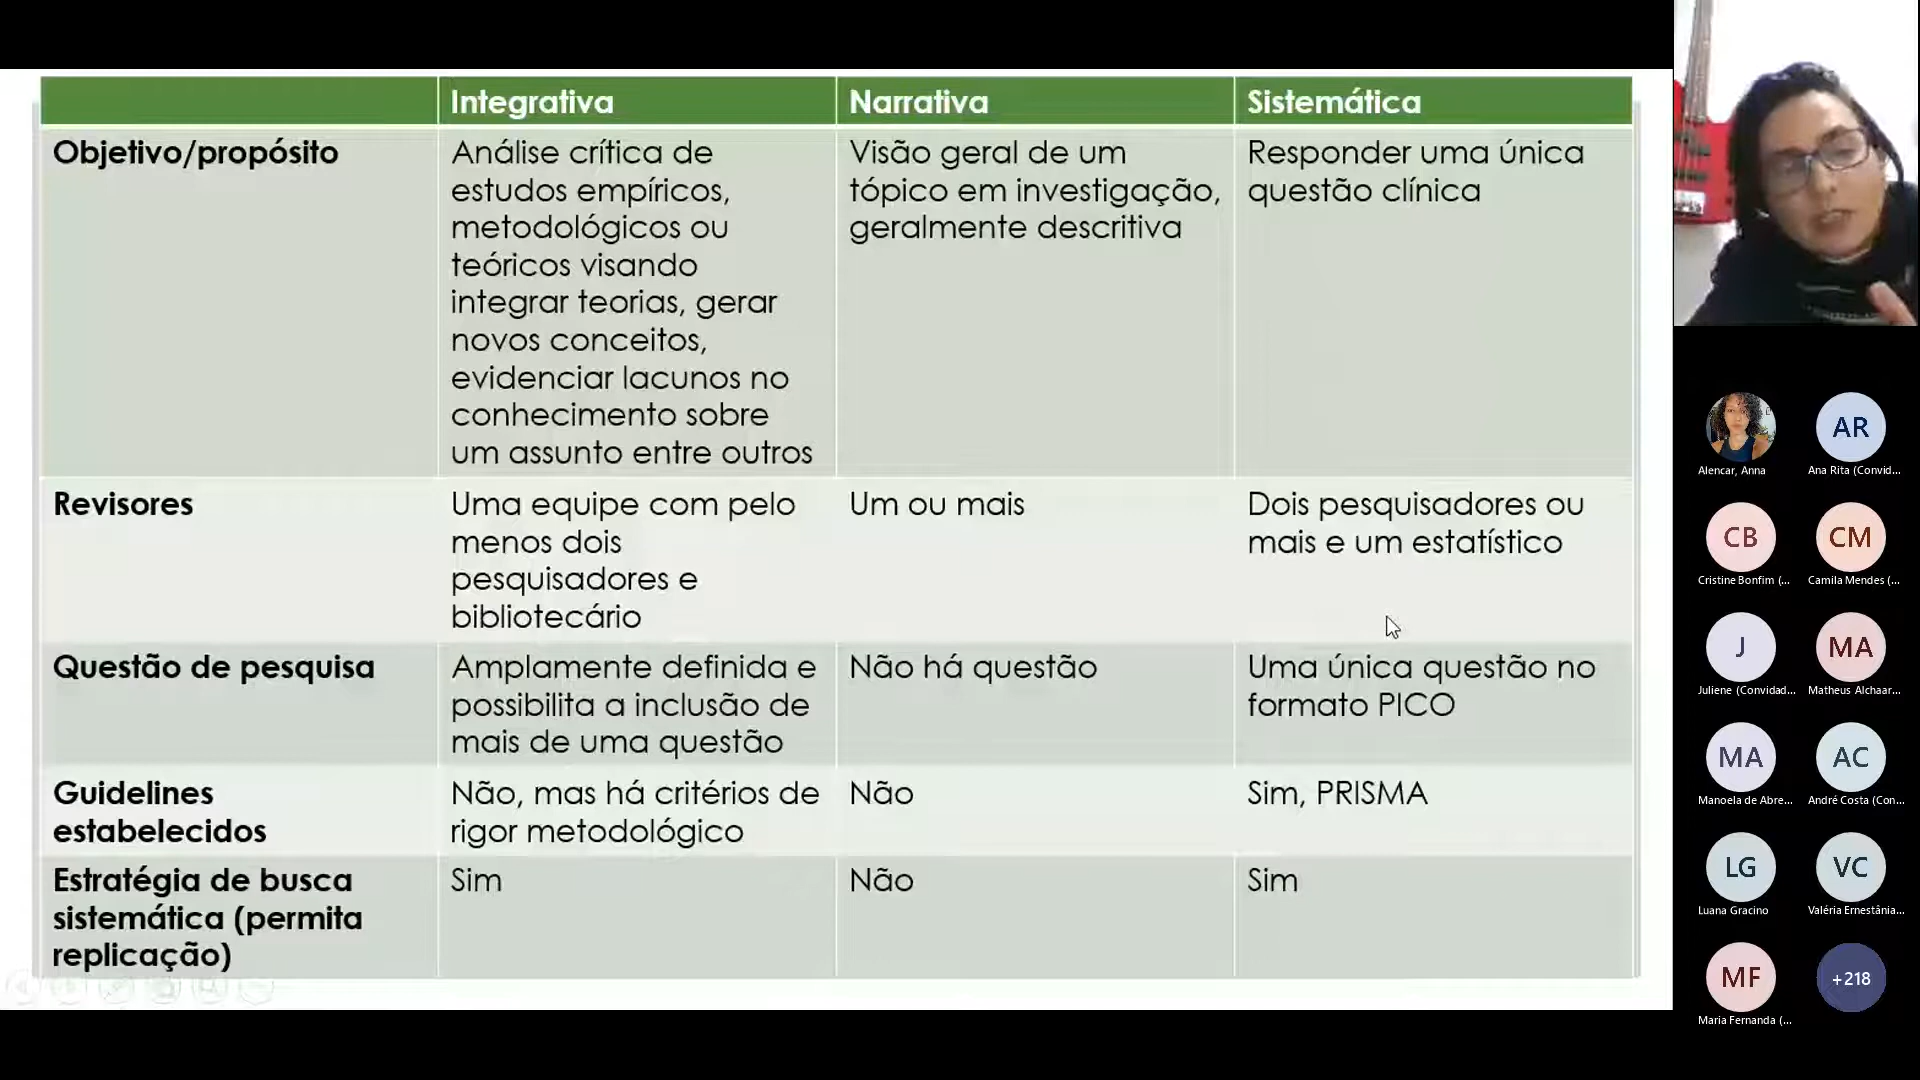 Integrativa
Narrativa
Sistemática
Objetivo/propósito
Análise crítica de
estudos empíricos,
metodológicos ou
teóricos visando
integrar teorias, gerar
novos conceitos,
evidenciar lacunos no
conhecimento sobre
um assunto entre outros
Visão geral de um
tópico em investigação,
geralmente descritiva
Responder uma única
questão clínica
Revisores
Uma equipe com pelo
menos dois
pesquisadores e
bibliotecário
Um ou mais
Dois pesquisadores ou
mais e um estatístico
Questão de pesquisa
Amplamente definida e
possibilita a inclusão de
mais de uma questão
Não há questão
Uma única questão no
formato PICO
Guidelines
estabelecidos
Não, mas há critérios de
rigor metodológico
Não
Sim, PRISMA
Estratégia de busca
sistemática (permita
replicação)
Sim
Não
Sim
Alencar, Anna
AR
Ana Rita (Convid...
CB
Cristine Bonfim (...
CM
Camila Mendes (...
J
Juliene (Convidad...
MA
Matheus Alchaar...
MA
Manoela de Abre...
AC
André Costa (Con...
LG
Luana Gracino
VC
Valéria Ernestânia...
MF
Maria Fernanda (...
+218